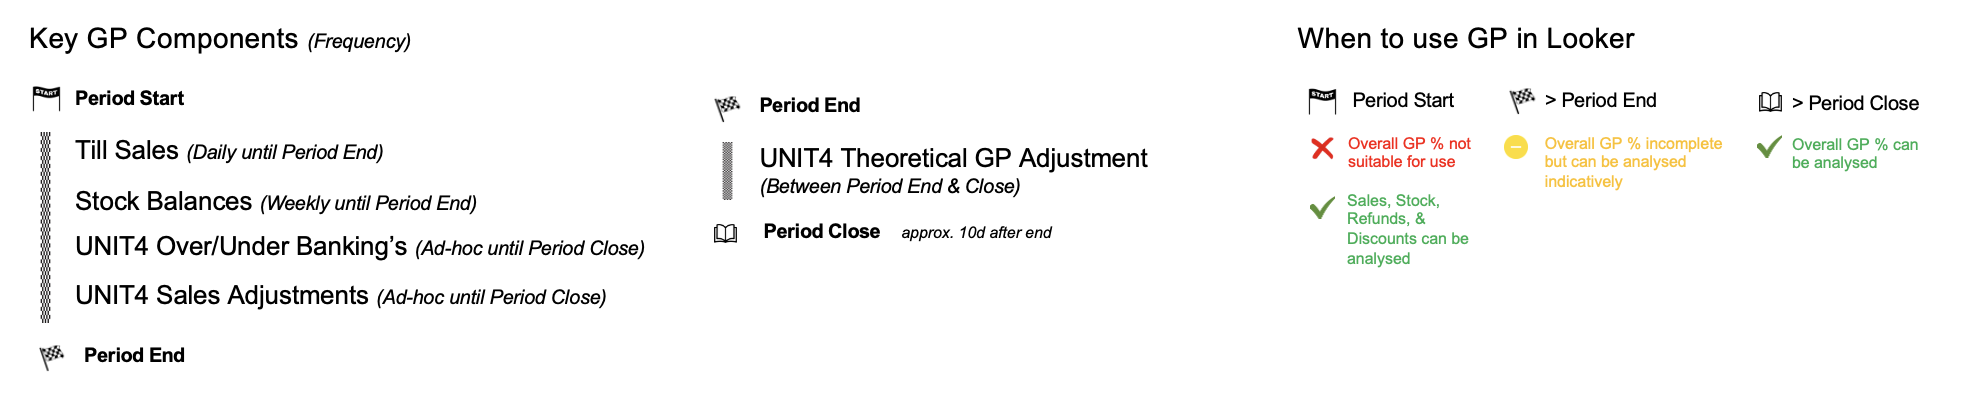 Key GP Components (Frequency)
START
Period Start
Till Sales (Daily until Period End)
Stock Balances (Weekly until Period End)
UNIT4 Over/Under Banking’s (Ad-hoc until Period Close)
UNIT4 Sales Adjustments (Ad-hoc until Period Close)
Period End
Period End
UNIT4 Theoretical GP Adjustment
(Between Period End & Close)
Period Close approx. 10d after end
When to use GP in Looker
START
Period Start
Overall GP % not
suitable for use
Sales, Stock,
Refunds, &
Discounts can be
analysed
> Period End
Overall GP % incomplete
but can be analysed
indicatively
> Period Close
Overall GP % can
be analysed